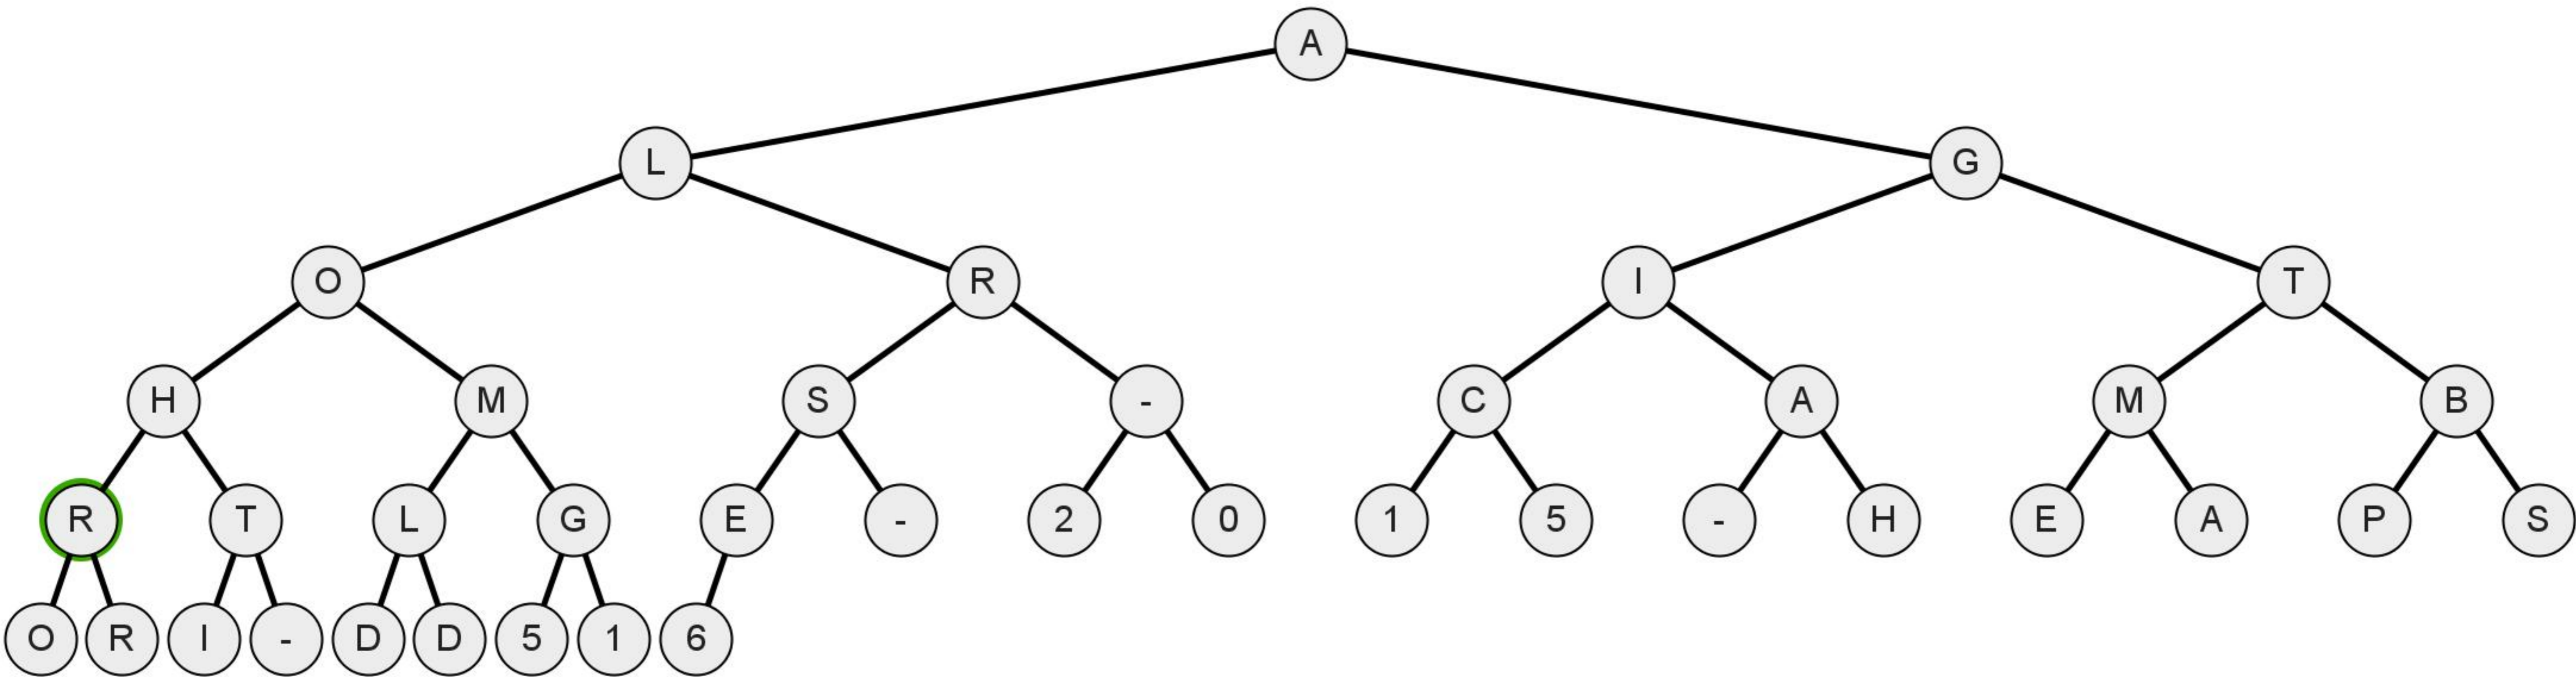 A
L G
O R I T
H M S - C A M B
R T L G E - 2 0 1 5 - H E A P S
O R I - D D 5 1 6